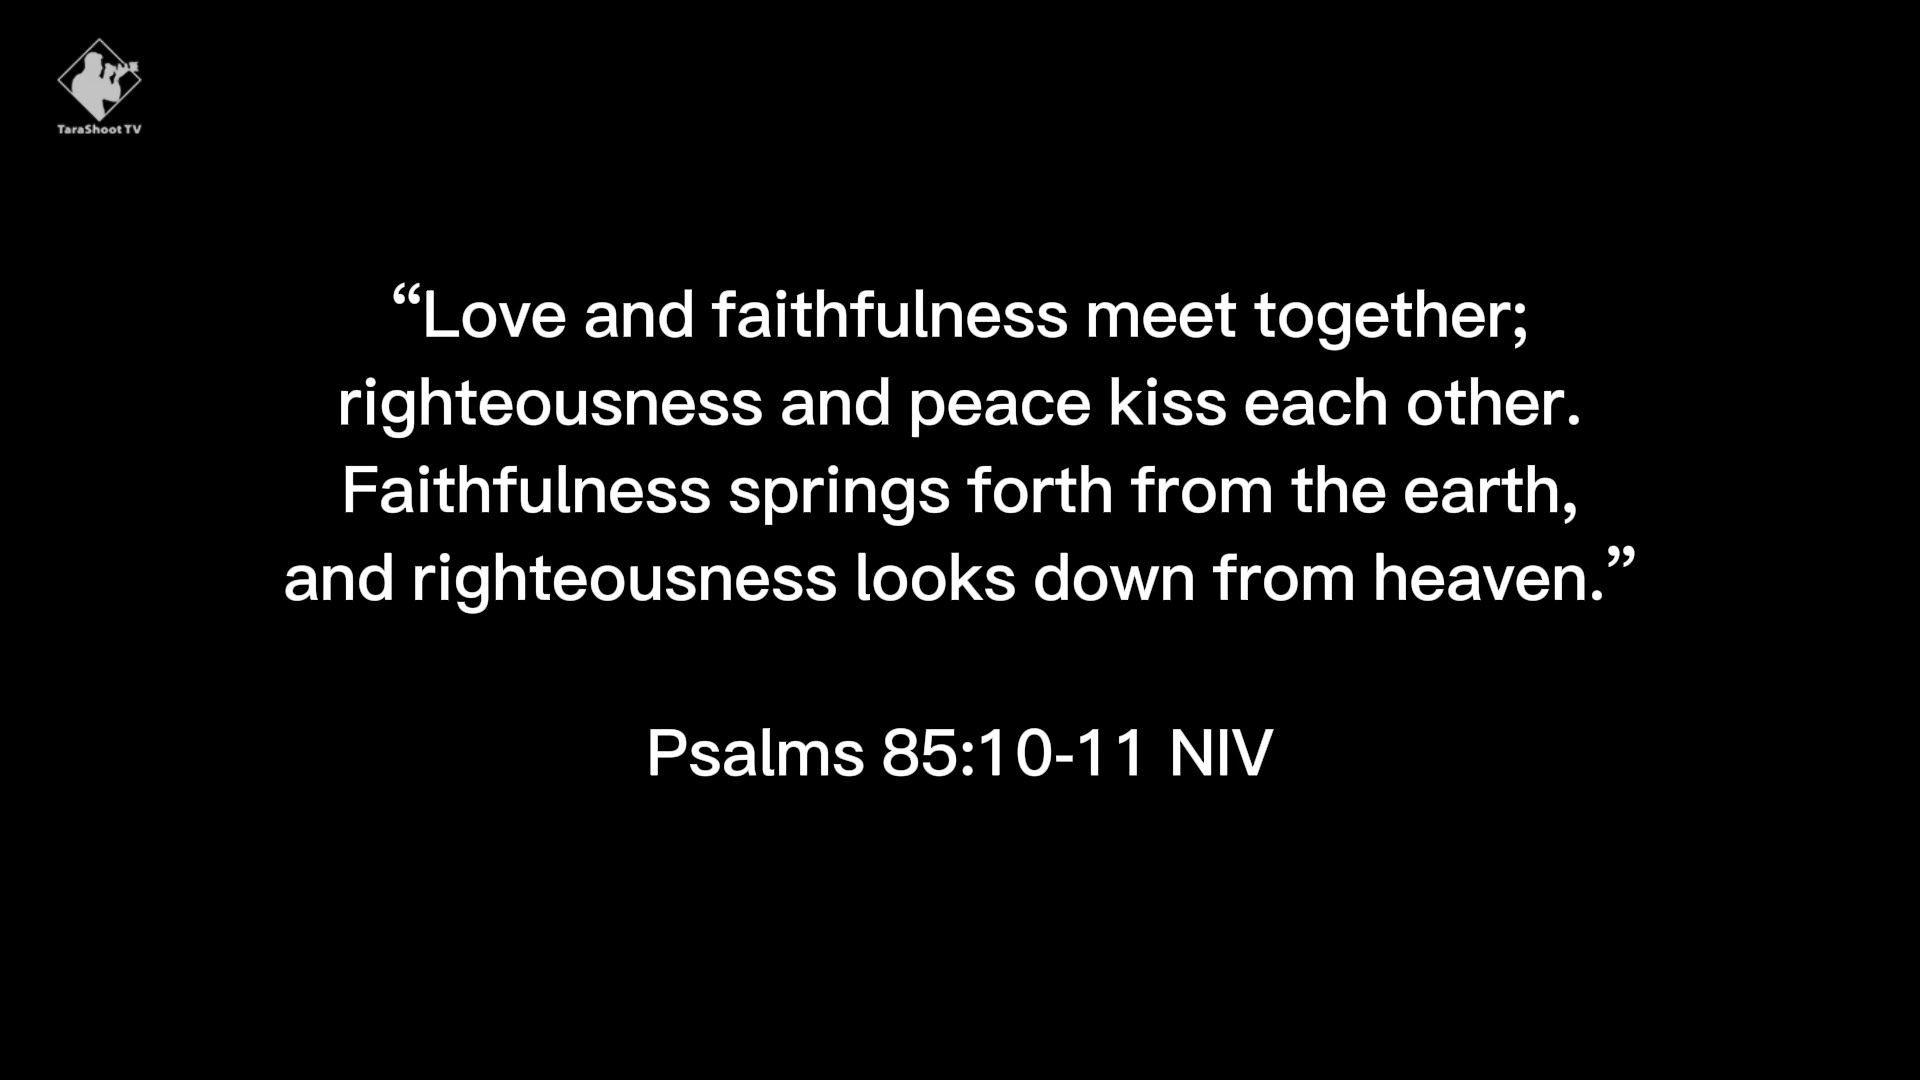 TaraShoot TV
“Love and faithfulness meet together;
righteousness and peace kiss each other.
Faithfulness springs forth from the earth,
and righteousness looks down from heaven.”
Psalms 85:10-11 NIV